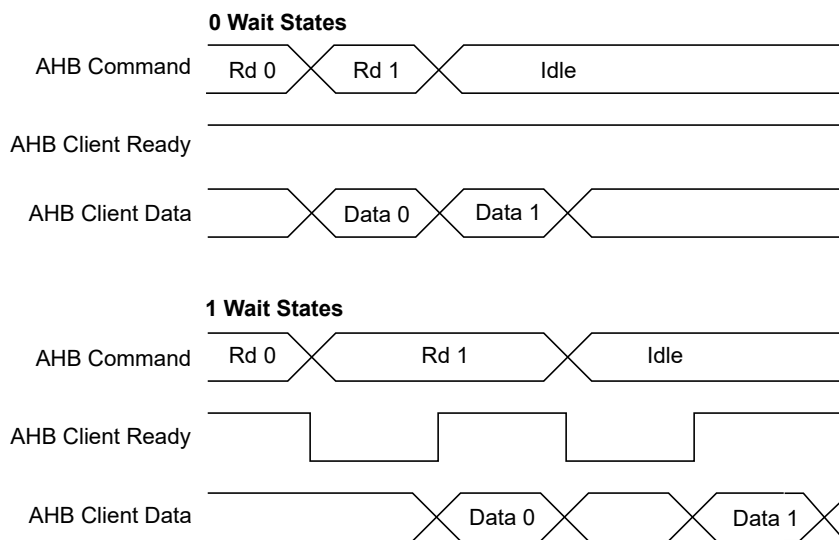 0 Wait States
AHB Command Rd 0 Rd 1 Idle
AHB Client Ready
AHB Client Data Data 0 Data 1
1 Wait States
AHB Command Rd 0 Rd 1 Idle
AHB Client Ready
AHB Client Data Data 0 Data 1